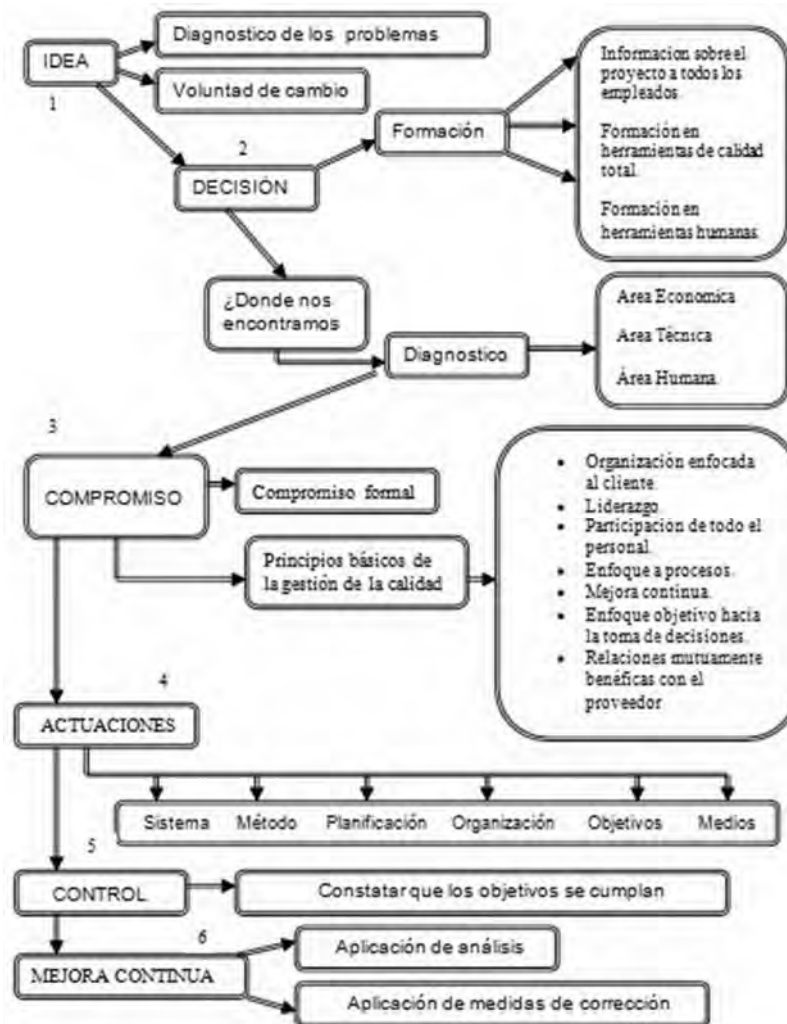 Diagnostico de los problemas
IDEA
Voluntad de cambio
1
2
DECISIÓN
Formación
Informacion sobre el
proyecto a todos los
empleados.
Formación en
herramientas de calidad
total.
Formación en
herramientas humanas.
¿Donde nos
encontramos
Diagnostico
Area Económica
Area Técnica
Área Humana
3
COMPROMISO
Compromiso formal
Principios básicos de
la gestión de la calidad
• Organización enfocada
al cliente.
• Liderazgo.
• Participación de todo el
personal.
• Enfoque a procesos.
• Mejora continua.
• Enfoque objetivo hacia
la toma de decisiones.
• Relaciones mutuamente
benéficas con el
proveedor
4
ACTUACIONES
Sistema Método Planificación Organización Objetivos Medios
5
CONTROL
Constatar que los objetivos se cumplan
6
MEJORA CONTINUA
Aplicación de análisis
Aplicación de medidas de corrección